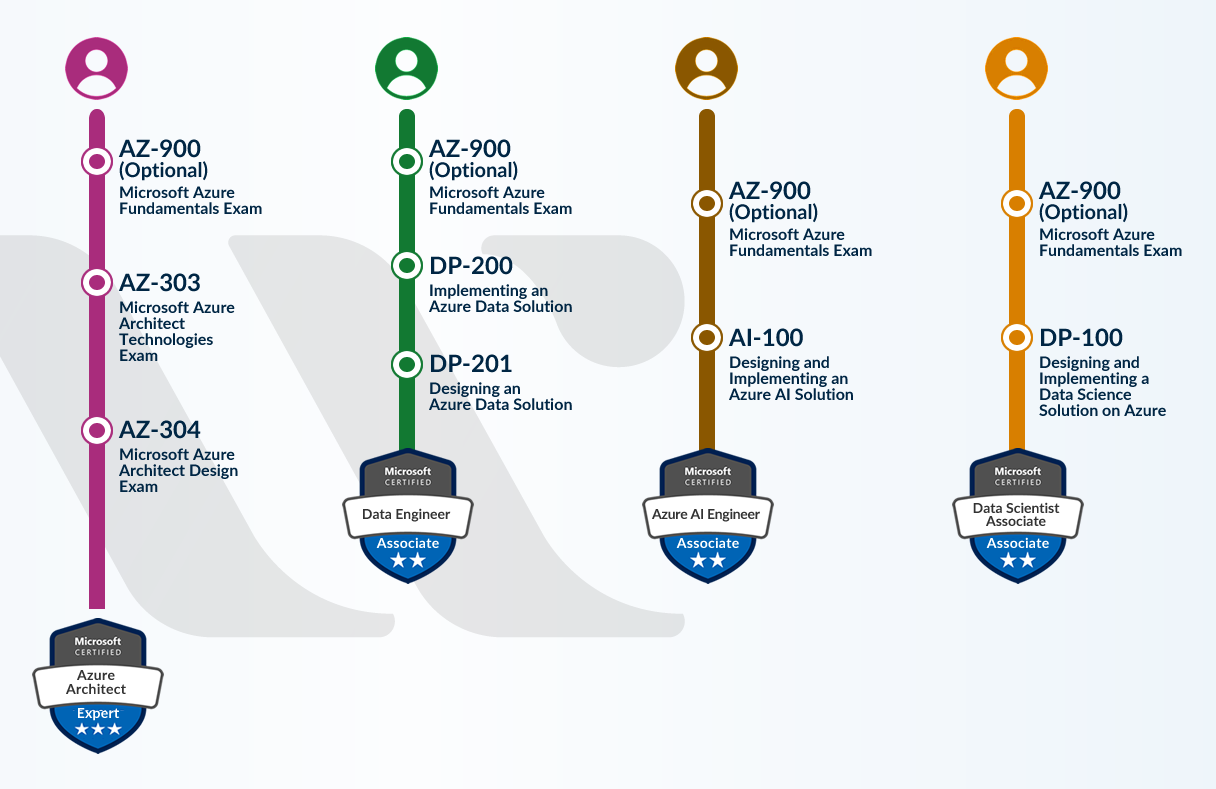 AZ-900
(Optional)
Microsoft Azure
Fundamentals Exam
AZ-303
Microsoft Azure
Architect
Technologies
Exam
AZ-304
Microsoft Azure
Architect Design
Exam
Microsoft
CERTIFIED
Azure
Architect
Expert
AZ-900
(Optional)
Microsoft Azure
Fundamentals Exam
DP-200
Implementing an
Azure Data Solution
DP-201
Designing an
Azure Data Solution
Microsoft
CERTIFIED
Data Engineer
Associate
AZ-900
(Optional)
Microsoft Azure
Fundamentals Exam
AI-100
Designing and
Implementing an
Azure AI Solution
Microsoft
CERTIFIED
Azure AI Engineer
Associate
AZ-900
(Optional)
Microsoft Azure
Fundamentals Exam
DP-100
Designing and
Implementing a
Data Science
Solution on Azure
Microsoft
CERTIFIED
Data Scientist
Associate
Associate